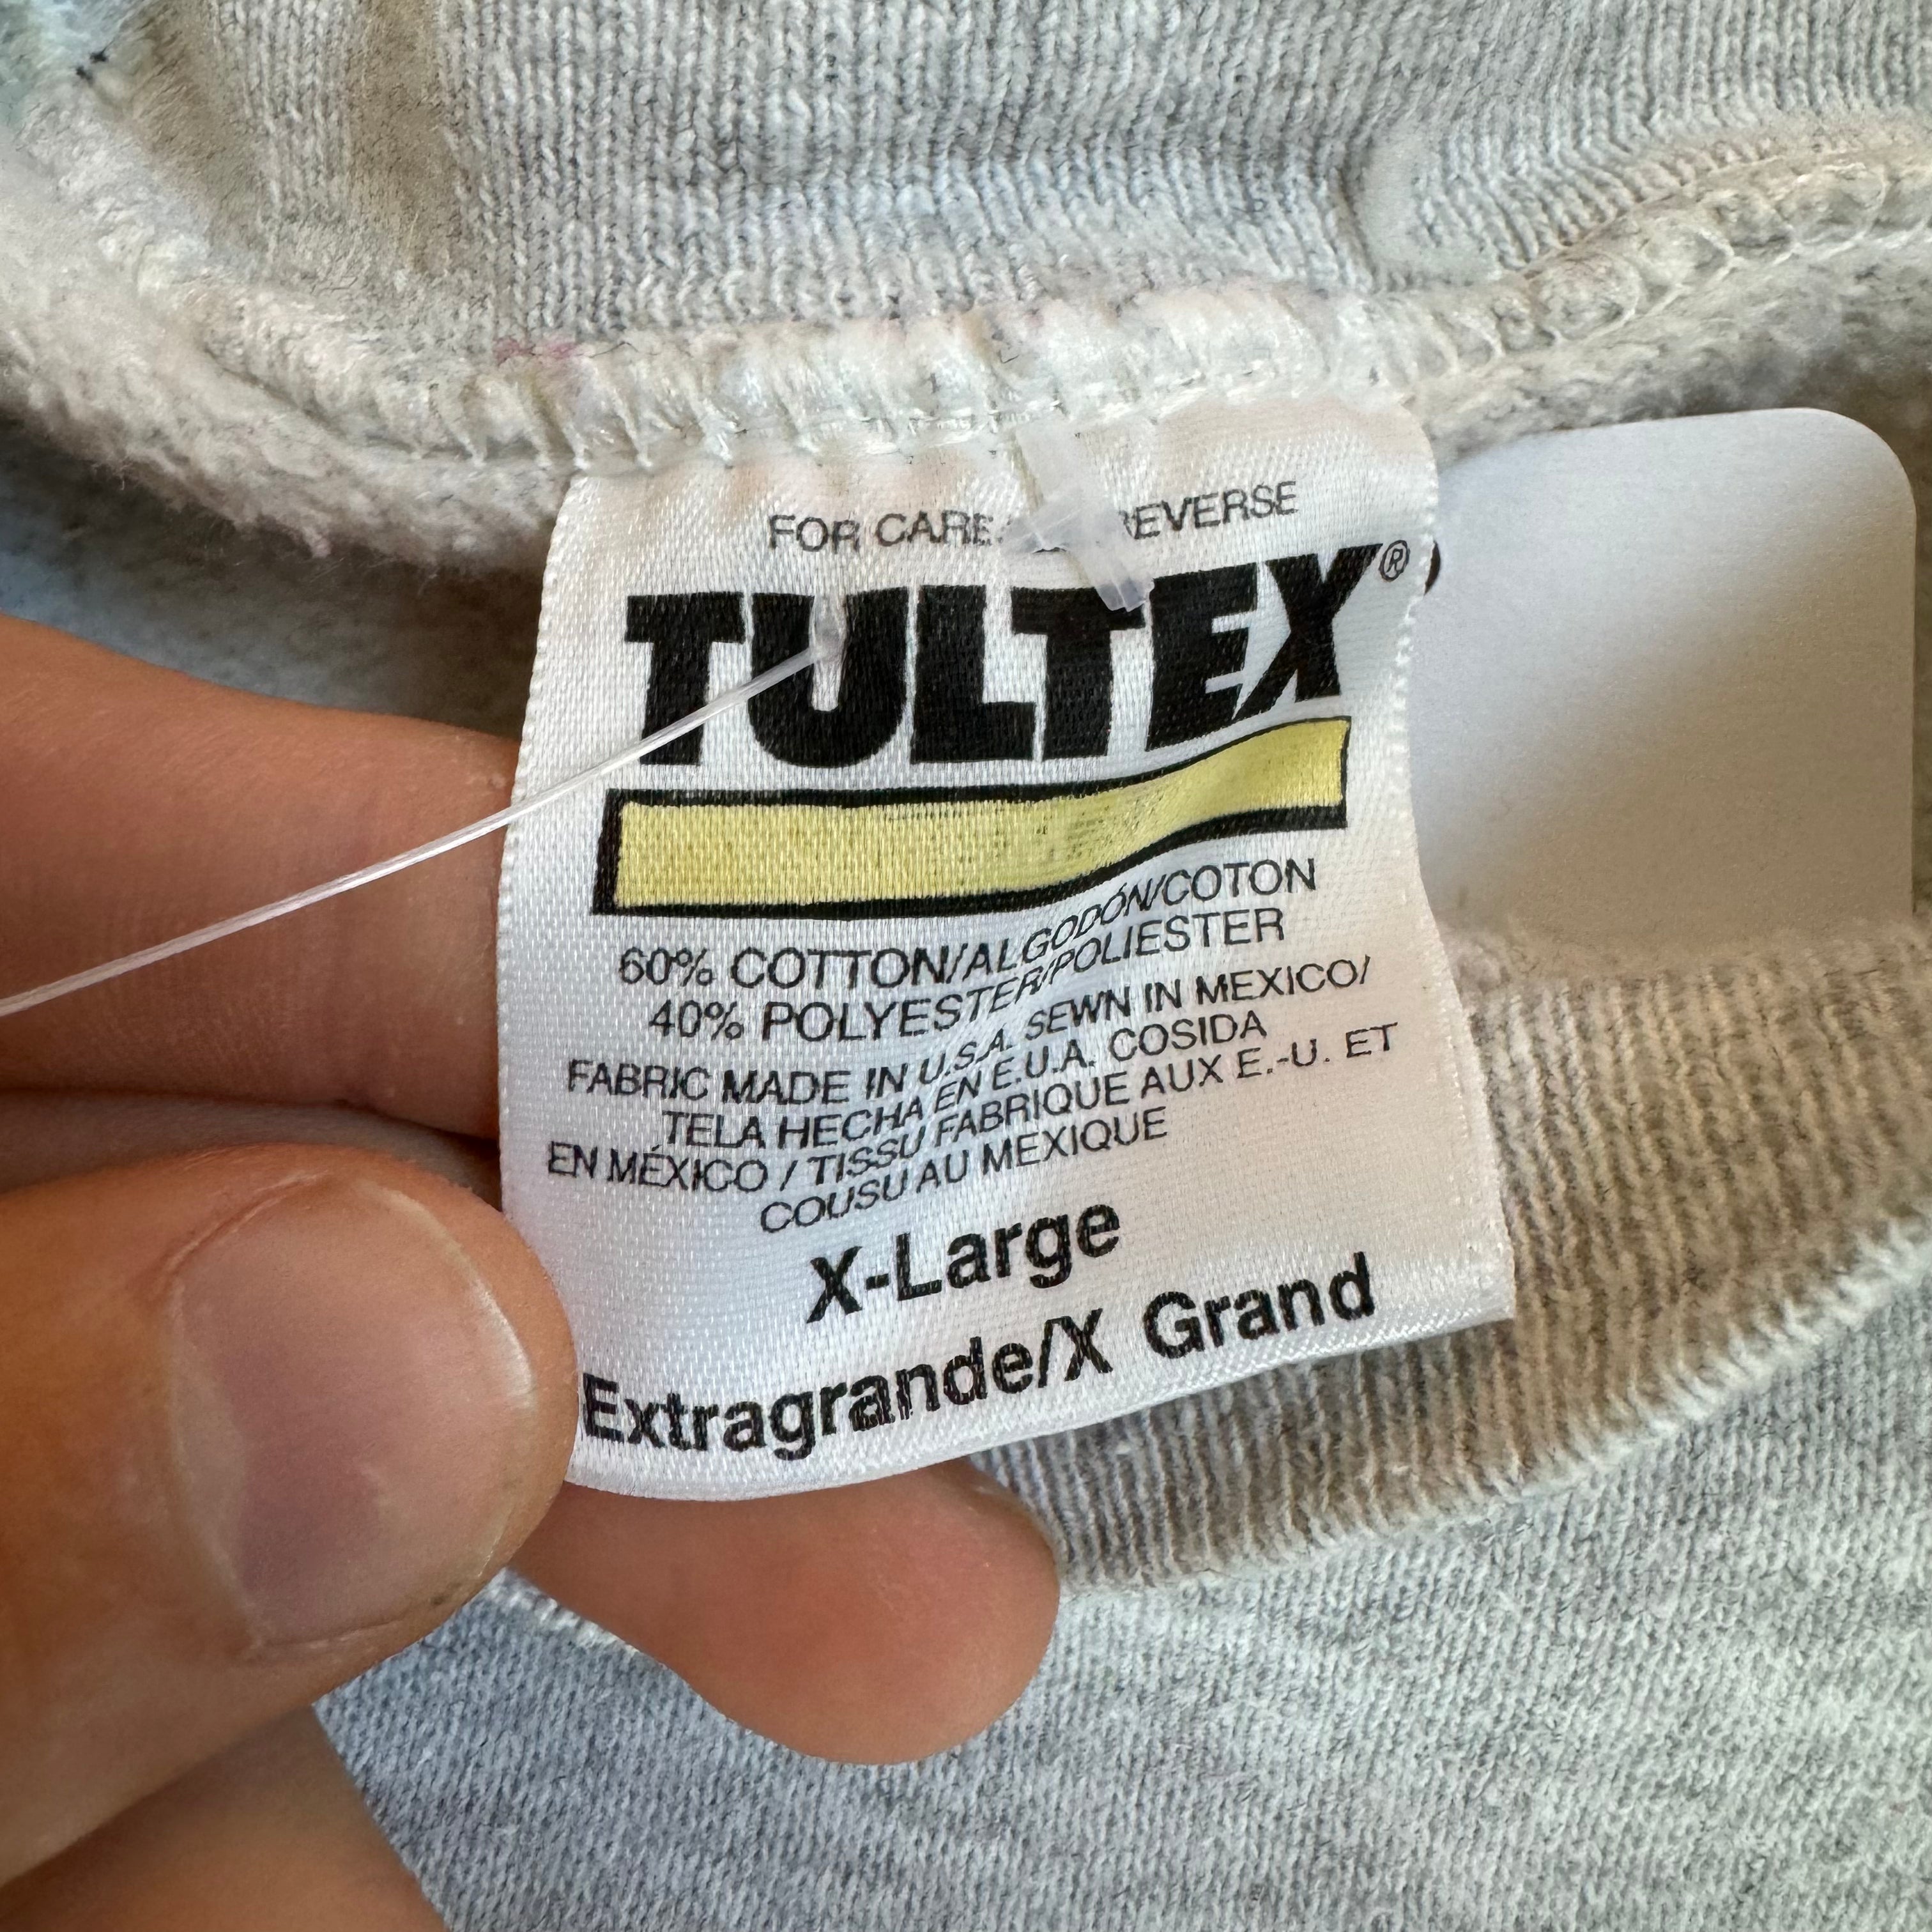 FOR CARE REVERSE
TULTEX®
60% COTTON/ALGODÓN/COTON
40% POLYESTER/POLIESTER
FABRIC MADE IN U.S.A. SEWN IN MEXICO/
TELA HECHA EN E.U.A. COSIDA
EN MÉXICO / TISSU FABRIQUE AUX E.-U. ET
COUSU AU MEXIQUE
X-Large
Extragrande/X Grand